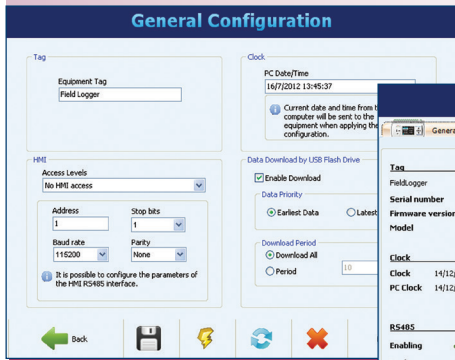 General Configuration
Tag
Equipment Tag
Field Logger
Clock
PC Date/Time
16/7/2012 13:45:37
Current date and time from
computer will be sent to the
equipment when applying the
configuration.
HMI
Access Levels
No HMI access
Address
1
Stop bits
1
Baud rate
115200
Parity
None
It is possible to configure the parameters of
the HMI RS485 interface.
Data Download by USB Flash Drive
Enable Download
Data Priority
Earliest Data
Latest
Download Period
Download All
Period
10
Back
Genera
Tag
FieldLogger
Serial number
Firmware version
Model
Clock
Clock 14/12/
PC Clock 14/12/
RS485
Enabling